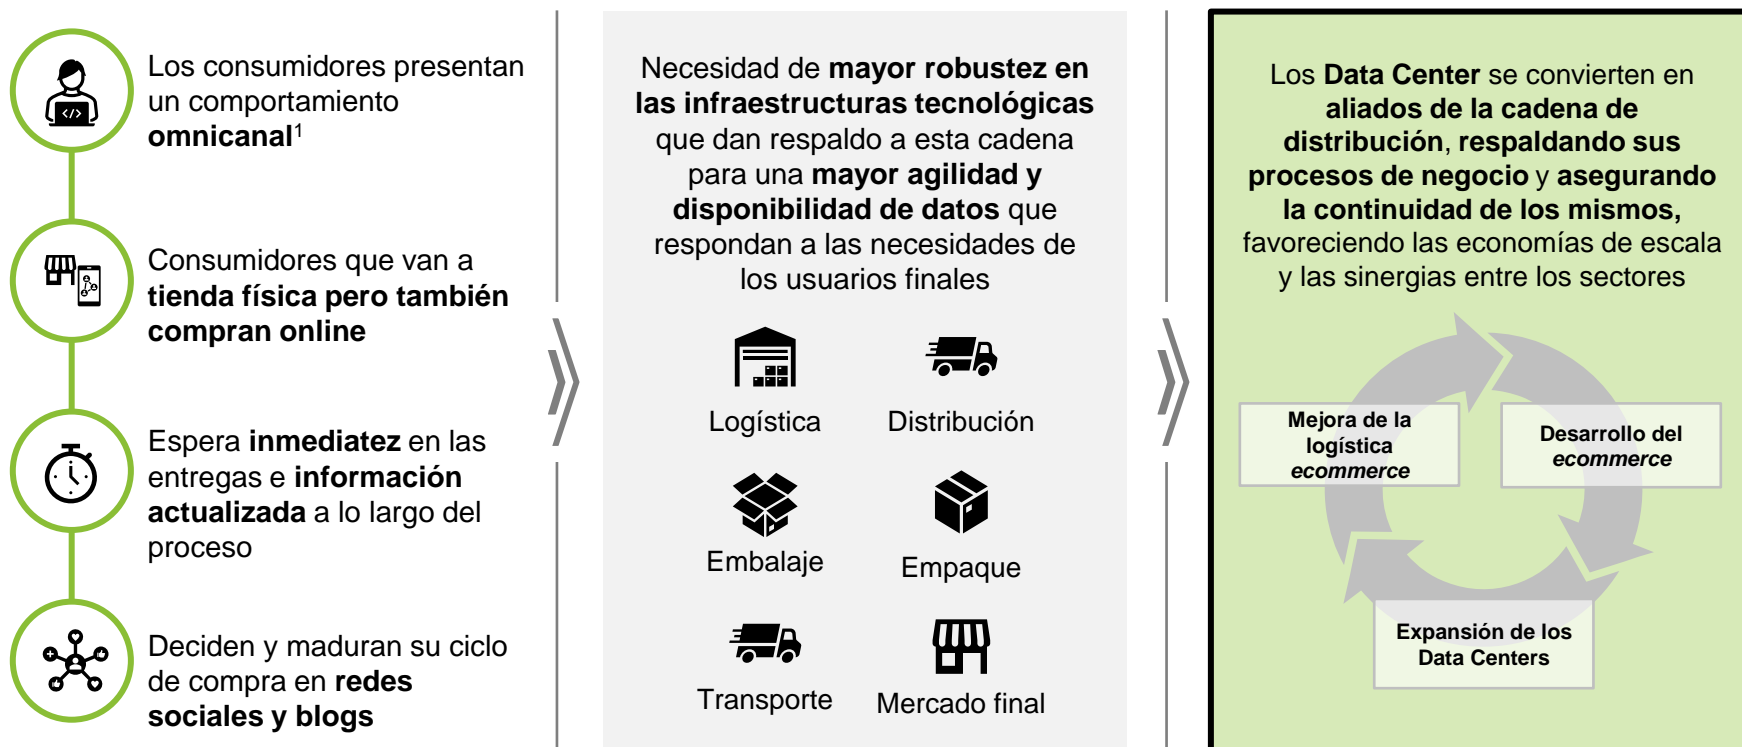 Los consumidores presentan
un comportamiento
omnicanal¹
Consumidores que van a
tienda física pero también
compran online
Espera inmediatez en las
entregas e información
actualizada a lo largo del
proceso
Deciden y maduran su ciclo
de compra en redes
sociales y blogs
Necesidad de mayor robustez en
las infraestructuras tecnológicas
que dan respaldo a esta cadena
para una mayor agilidad y
disponibilidad de datos que
respondan a las necesidades de
los usuarios finales
Logística
Distribución
Embalaje
Empaque
Transporte
Mercado final
Los Data Center se convierten en
aliados de la cadena de
distribución, respaldando sus
procesos de negocio y asegurando
la continuidad de los mismos,
favoreciendo las economías de escala
y las sinergias entre los sectores
Mejora de la
logística
ecommerce
Desarrollo del
ecommerce
Expansión de los
Data Centers